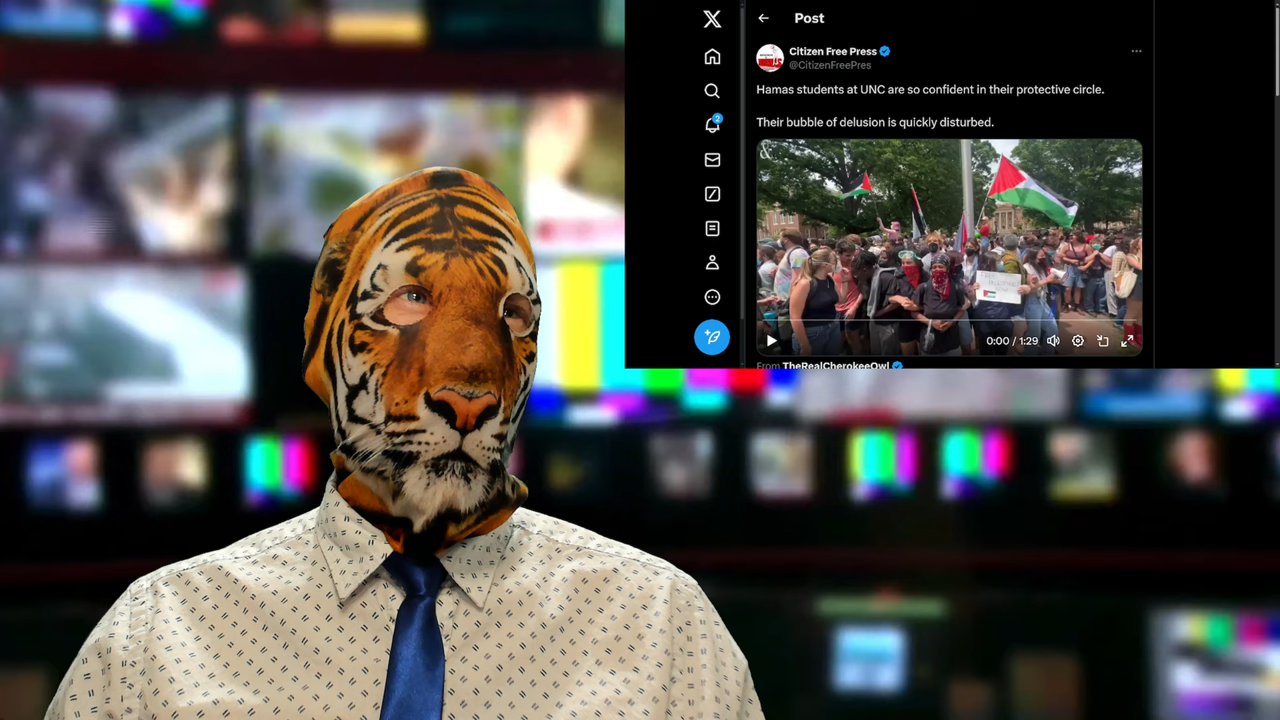 Post
Citizen Free Press
@CitizenFreePres
Hamas students at UNC are so confident in their protective circle.
Their bubble of delusion is quickly disturbed.
&
0:00 / 1:29
From TheRealCherokeeOwl
2